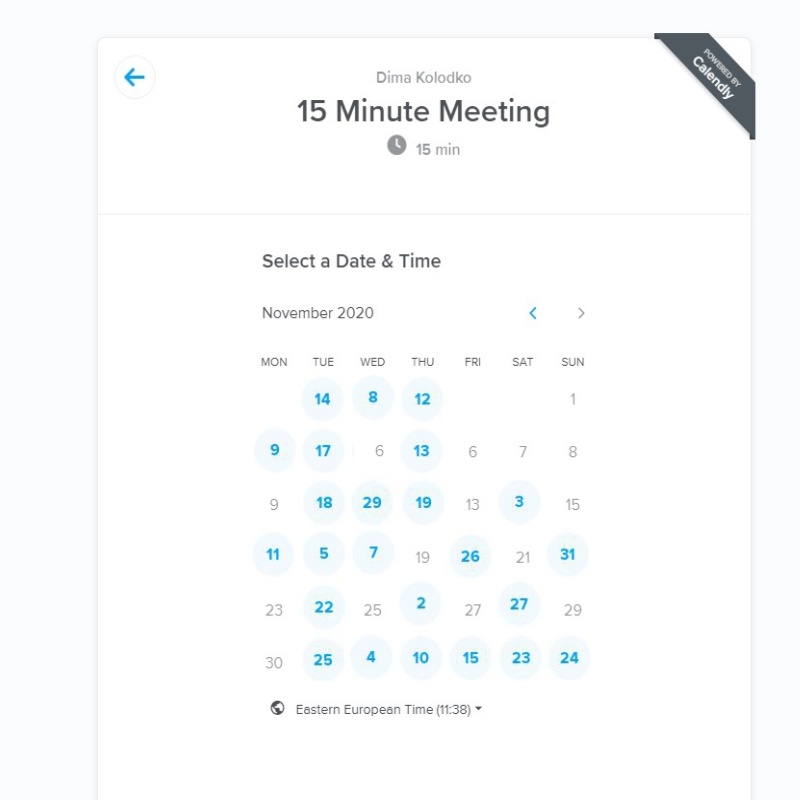 POWERED BY
Calendly
Dima Kolodko
15 Minute Meeting
15 min
Select a Date & Time
November 2020
MON TUE WED THU FRI SAT SUN
14 8 12 1
9 17 6 13 6 7 8
9 18 29 19 13 3 15
11 5 7 19 26 21 31
23 22 25 2 27 27 29
30 25 4 10 15 23 24
Eastern European Time (11:38)